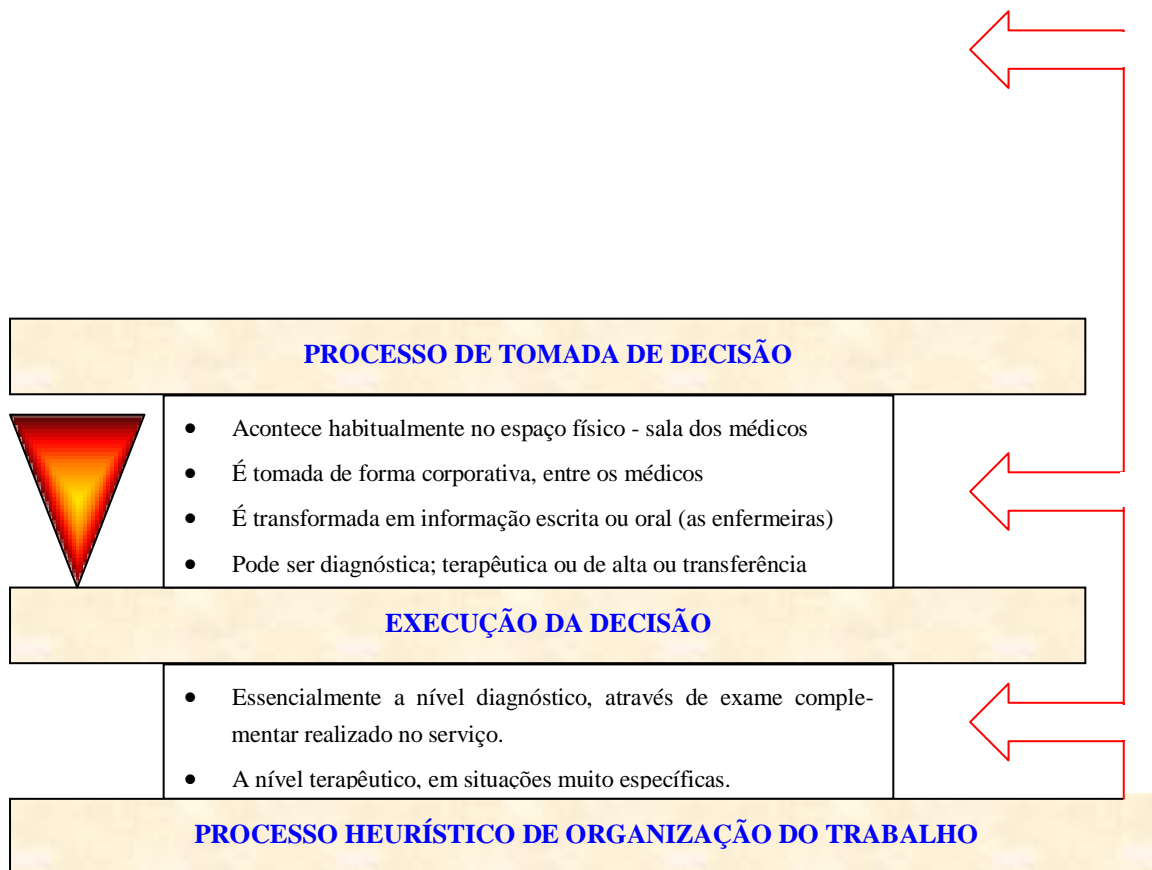 PROCESSO DE TOMADA DE DECISÃO
• Acontece habitualmente no espaço físico - sala dos médicos
• É tomada de forma corporativa, entre os médicos
• É transformada em informação escrita ou oral (as enfermeiras)
• Pode ser diagnóstica; terapêutica ou de alta ou transferência
EXECUÇÃO DA DECISÃO
• Essencialmente a nível diagnóstico, através de exame comple-
mentar realizado no serviço.
• A nível terapêutico, em situações muito específicas.
PROCESSO HEURÍSTICO DE ORGANIZAÇÃO DO TRABALHO